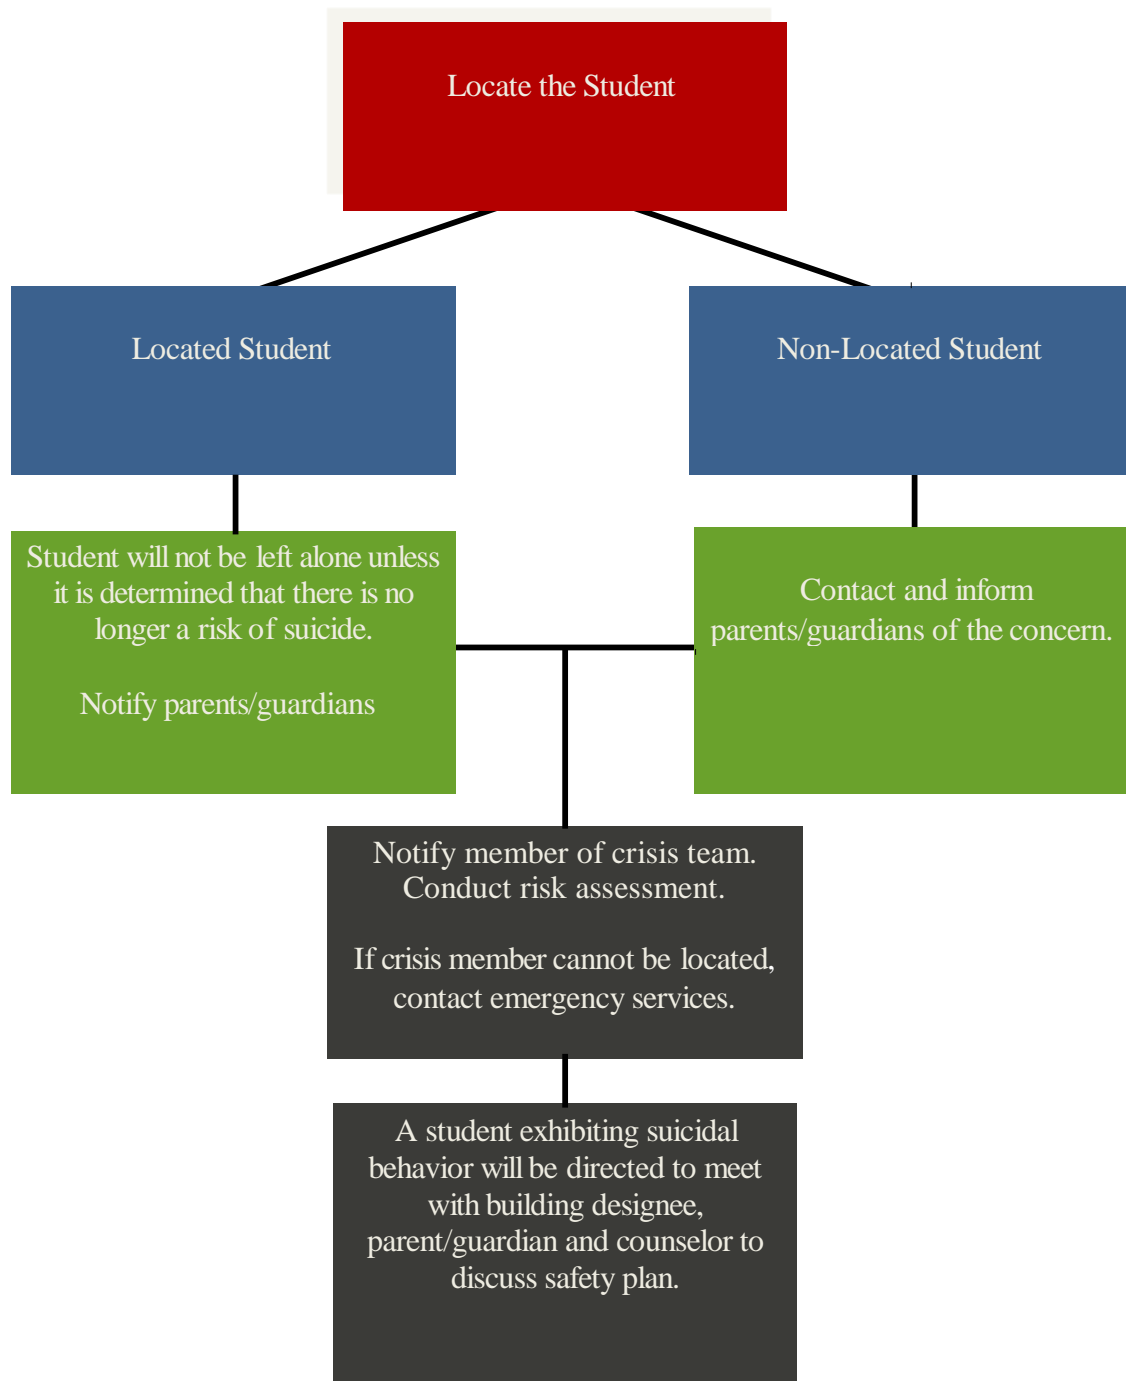 Locate the Student
Located Student
Non-Located Student
Student will not be left alone unless
it is determined that there is no
longer a risk of suicide.
Notify parents/guardians
Contact and inform
parents/guardians of the concern.
Notify member of crisis team.
Conduct risk assessment.
If crisis member cannot be located,
contact emergency services.
A student exhibiting suicidal
behavior will be directed to meet
with building designee,
parent/guardian and counselor to
discuss safety plan.